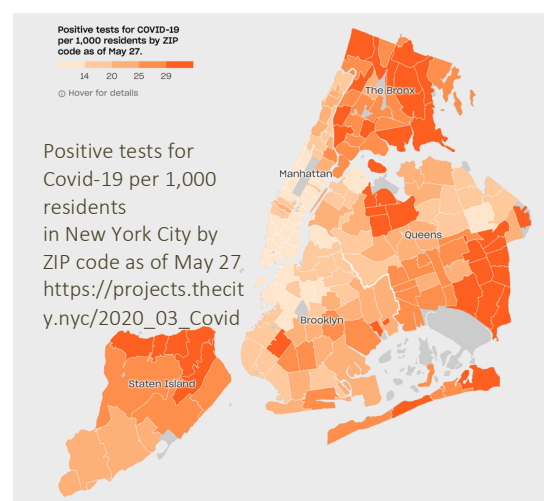 Positive tests for COVID-19
per 1,000 residents by ZIP
code as of May 27.
14 20 25 29
Hover for details
The Bronx
Positive tests for
Covid-19 per 1,000
residents
in New York City by
ZIP code as of May 27
https://projects.thecit
y.nyc/2020_03_Covid
Manhattan
Queens
Brooklyn
Staten Island